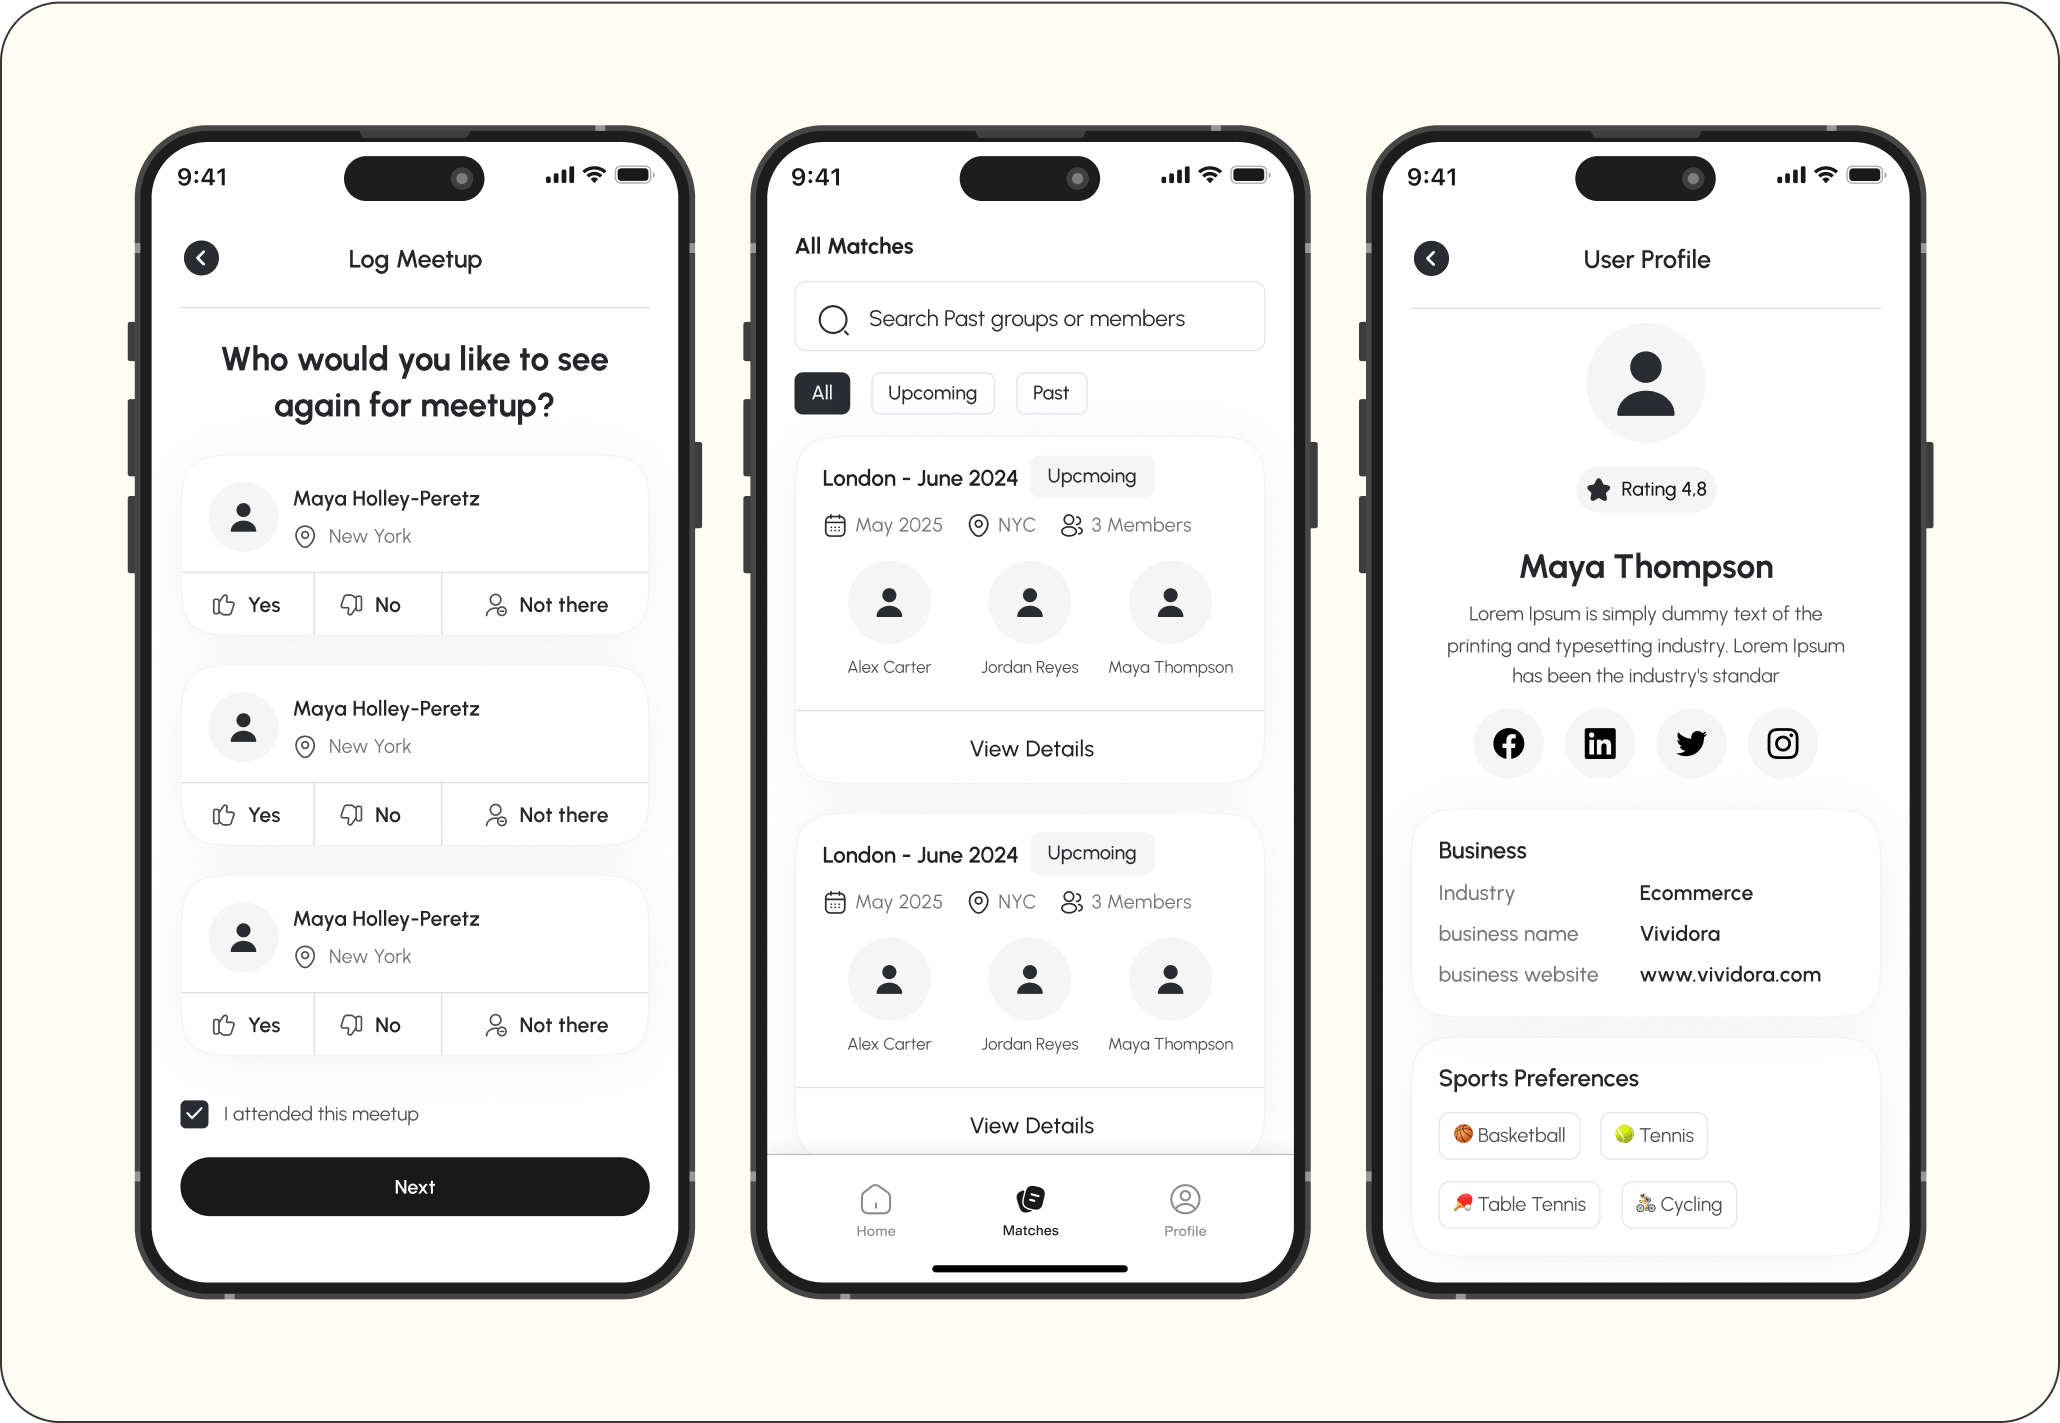 9:41
Log Meetup
Who would you like to see
again for meetup?
Maya Holley-Peretz
New York
Yes No Not there
Maya Holley-Peretz
New York
Yes No Not there
Maya Holley-Peretz
New York
Yes No Not there
I attended this meetup
Next
9:41
All Matches
Search Past groups or members
All Upcoming Past
London - June 2024 Upcmoing
May 2025 NYC 3 Members
Alex Carter Jordan Reyes Maya Thompson
View Details
London - June 2024 Upcmoing
May 2025 NYC 3 Members
Alex Carter Jordan Reyes Maya Thompson
View Details
Home Matches Profile
9:41
User Profile
Rating 4,8
Maya Thompson
Lorem Ipsum is simply dummy text of the
printing and typesetting industry. Lorem Ipsum
has been the industry's standar
in
Business
Industry Ecommerce
business name Vividora
business website www.vividora.com
Sports Preferences
Basketball Tennis
Table Tennis Cycling